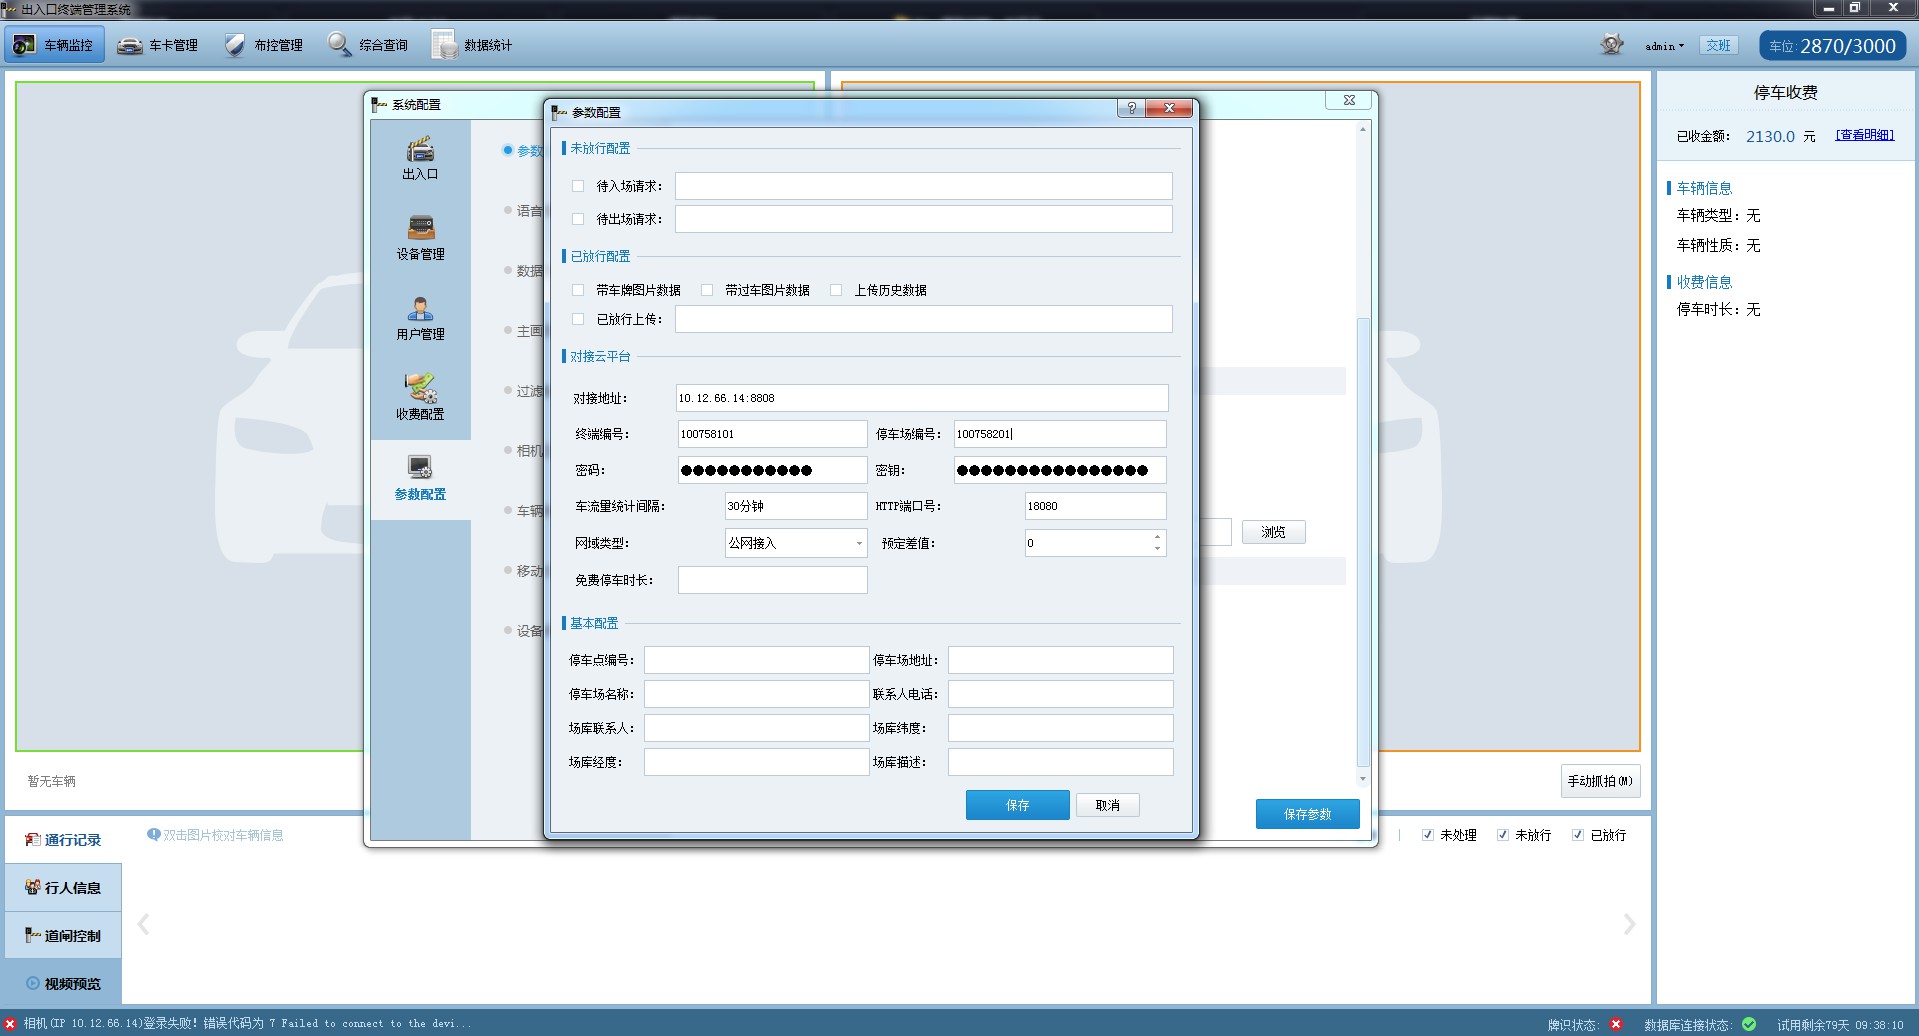 出入口终端管理系统
车辆监控 车卡管理 布控管理 综合查询 数据统计 admin 交班 车位:2870/3000
停车收费
已收金额: 2130.0 元 [查看明细]
车辆信息
车辆类型: 无
车辆性质: 无
收费信息
停车时长: 无
系统配置
出入口
设备管理
用户管理
收费配置
参数配置
参数
语音
数据
主画
过滤
相机
车辆
移动
设备
浏览
保存参数
参数配置
未放行配置
待入场请求:
待出场请求:
已放行配置
带车牌图片数据 带过车图片数据 上传历史数据
已放行上传:
对接云平台
对接地址: 10.12.66.14:8808
终端编号: 100758101 停车场编号: 100758201
密码: ●●●●●●●●●●● 密钥: ●●●●●●●●●●●●●●●●
车流量统计间隔: 30分钟 HTTP端口号: 18080
网域类型: 公网接入 预定差值: 0
免费停车时长:
基本配置
停车点编号: 停车场地址:
停车场名称: 联系人电话:
场库联系人: 场库纬度:
场库经度: 场库描述:
保存 取消
暂无车辆 手动抓拍(M)
通行记录 双击图片校对车辆信息 未处理 未放行 已放行
行人信息
道闸控制
视频预览
相机(IP 10.12.66.14)登录失败! 错误代码为 7 Failed to connect to the devi... 牌识状态: 数据库连接状态: 试用剩余79天 09:38:10